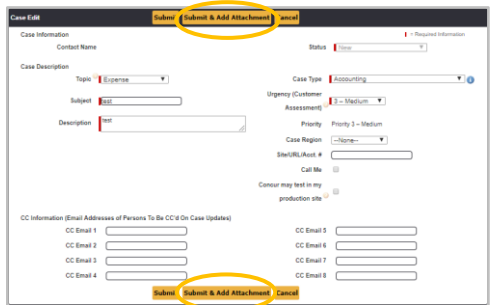 Case Edit Submit Submit & Add Attachment Cancel
Case Information = Required Information
Contact Name Status New
Case Description
Topic Expense Case Type Accounting
Subject test Urgency (Customer Assessment) 3 – Medium
Description test Priority Priority 3 – Medium
Case Region --None--
Site/URL/Acct. #
Call Me
Concur may test in my
production site
CC Information (Email Addresses of Persons To Be CC'd On Case Updates)
CC Email 1 CC Email 5
CC Email 2 CC Email 6
CC Email 3 CC Email 7
CC Email 4 CC Email 8
Submi Submit & Add Attachment Cancel